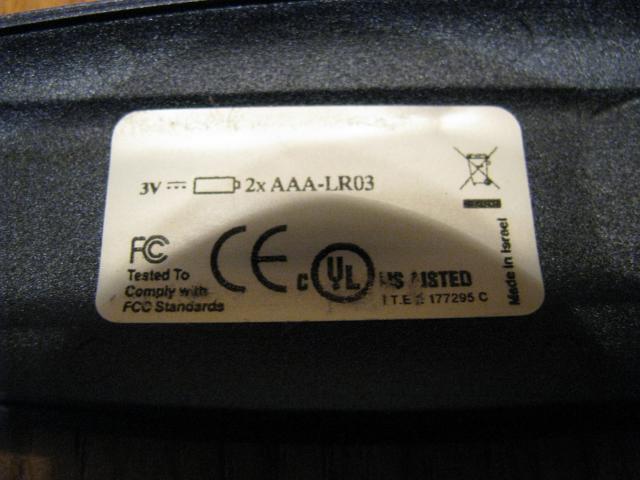 3V 2x AAA-LR03
FC
Tested To
Comply with
FCC Standards
CE
c UL US LISTED
I.T.E. 177295 C
Made in Israel